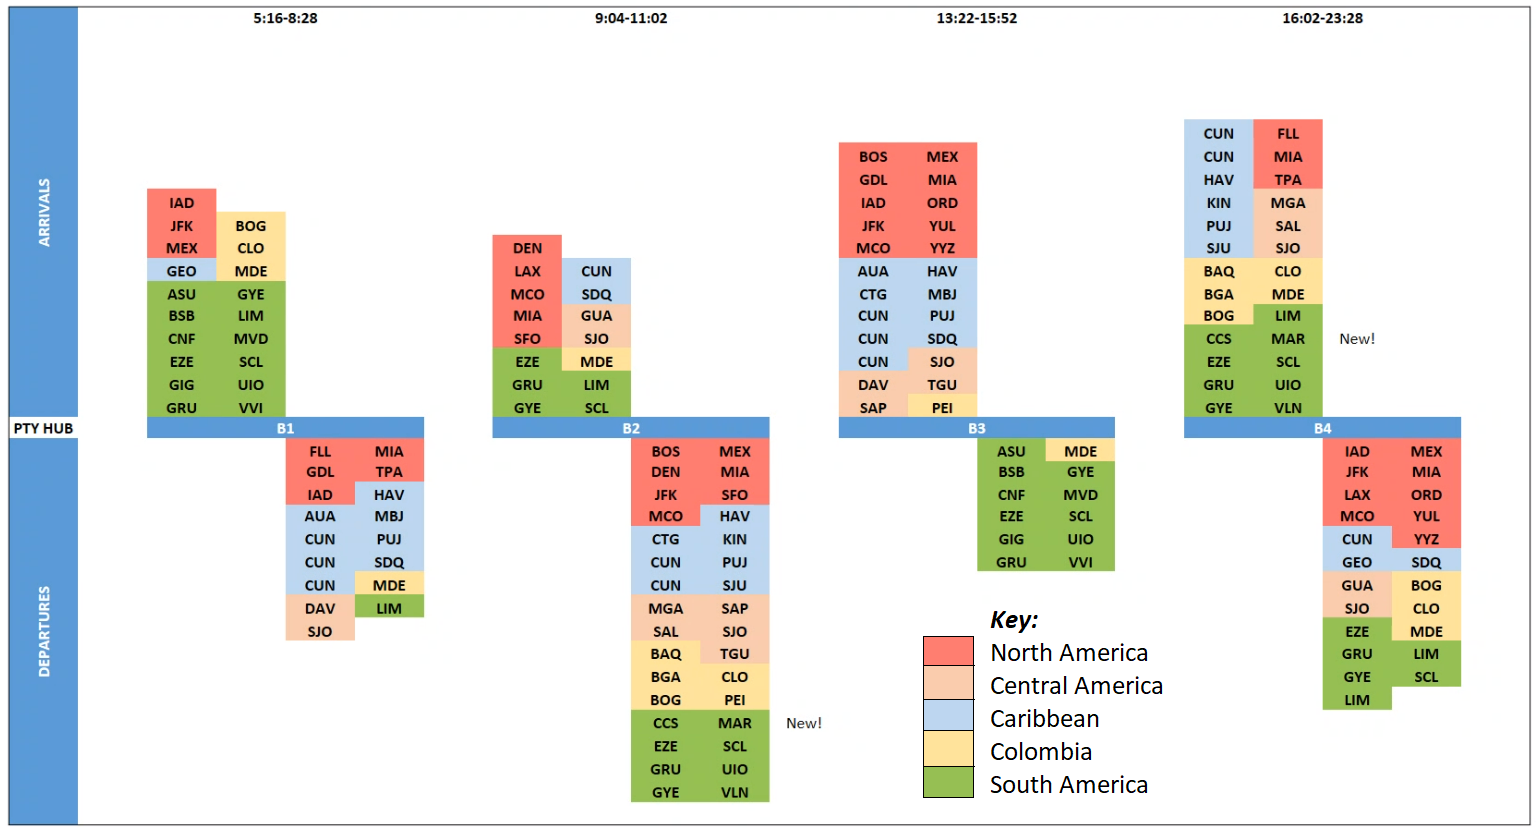 5:16-8:28 9:04-11:02 13:22-15:52 16:02-23:28
ARRIVALS
CUN FLL
CUN MIA
BOS MEX
GDL MIA HAV TPA
IAD IAD ORD KIN MGA
JFK BOG JFK YUL PUJ SAL
MEX CLO DEN MCO YYZ SJU SJO
GEO MDE LAX CUN AUA HAV BAQ CLO
ASU GYE MCO SDQ CTG MBJ BGA MDE
BSB LIM MIA GUA CUN PUJ BOG LIM
CNF MVD SFO SJO CUN SDQ CCS MAR New!
EZE SCL EZE MDE CUN SJO EZE SCL
GIG UIO GRU LIM DAV TGU GRU UIO
GRU VVI GYE SCL SAP PEI GYE VLN
PTY HUB B1 B2 B3 B4
DEPARTURES
FLL MIA BOS MEX ASU MDE IAD MEX
GDL TPA DEN MIA BSB GYE JFK MIA
IAD HAV JFK SFO CNF MVD LAX ORD
AUA MBJ MCO HAV EZE SCL MCO YUL
CUN PUJ CTG KIN GIG UIO CUN YYZ
CUN SDQ CUN PUJ GRU VVI GEO SDQ
CUN MDE CUN SJU GUA BOG
DAV LIM MGA SAP SJO CLO
SJO SAL SJO EZE MDE
BAQ TGU GRU LIM
BGA CLO GYE SCL
BOG PEI LIM
CCS MAR New!
EZE SCL
GRU UIO
GYE VLN
Key:
North America
Central America
Caribbean
Colombia
South America